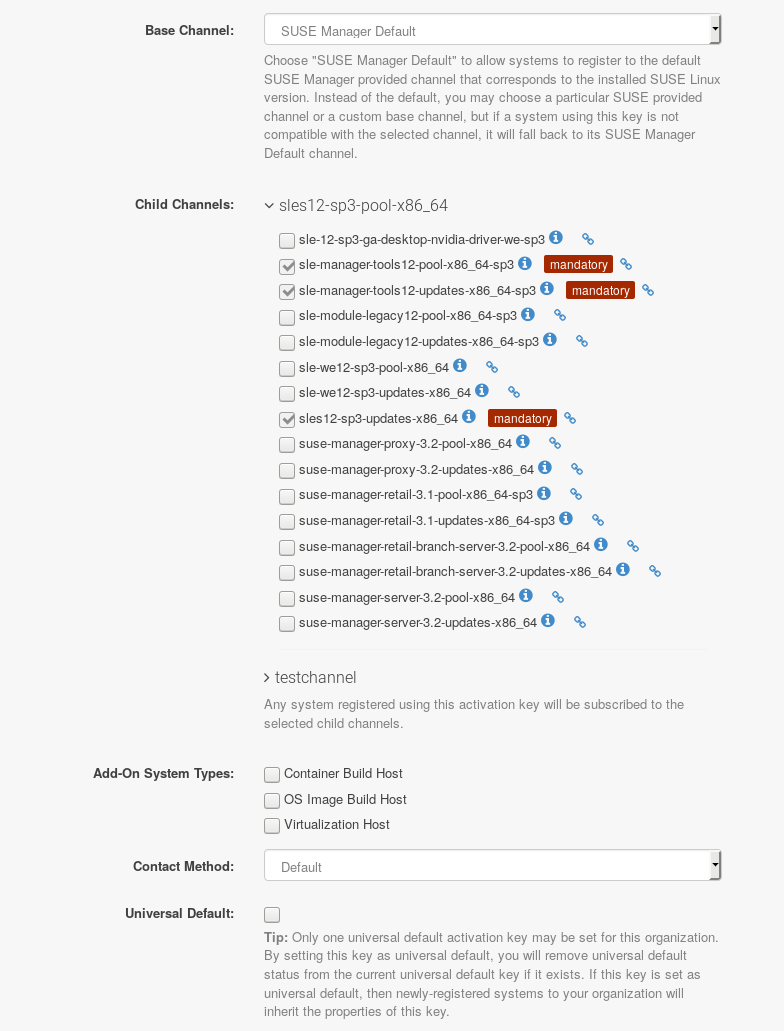 Base Channel: SUSE Manager Default
Choose "SUSE Manager Default" to allow systems to register to the default
SUSE Manager provided channel that corresponds to the installed SUSE Linux
version. Instead of the default, you may choose a particular SUSE provided
channel or a custom base channel, but if a system using this key is not
compatible with the selected channel, it will fall back to its SUSE Manager
Default channel.
Child Channels: sles12-sp3-pool-x86_64
sle-12-sp3-ga-desktop-nvidia-driver-we-sp3
sle-manager-tools12-pool-x86_64-sp3 mandatory
sle-manager-tools12-updates-x86_64-sp3 mandatory
sle-module-legacy12-pool-x86_64-sp3
sle-module-legacy12-updates-x86_64-sp3
sle-we12-sp3-pool-x86_64
sle-we12-sp3-updates-x86_64
sles12-sp3-updates-x86_64 mandatory
suse-manager-proxy-3.2-pool-x86_64
suse-manager-proxy-3.2-updates-x86_64
suse-manager-retail-3.1-pool-x86_64-sp3
suse-manager-retail-3.1-updates-x86_64-sp3
suse-manager-retail-branch-server-3.2-pool-x86_64
suse-manager-retail-branch-server-3.2-updates-x86_64
suse-manager-server-3.2-pool-x86_64
suse-manager-server-3.2-updates-x86_64
testchannel
Any system registered using this activation key will be subscribed to the
selected child channels.
Add-On System Types: Container Build Host
OS Image Build Host
Virtualization Host
Contact Method: Default
Universal Default:
Tip: Only one universal default activation key may be set for this organization.
By setting this key as universal default, you will remove universal default
status from the current universal default key if it exists. If this key is set as
universal default, then newly-registered systems to your organization will
inherit the properties of this key.